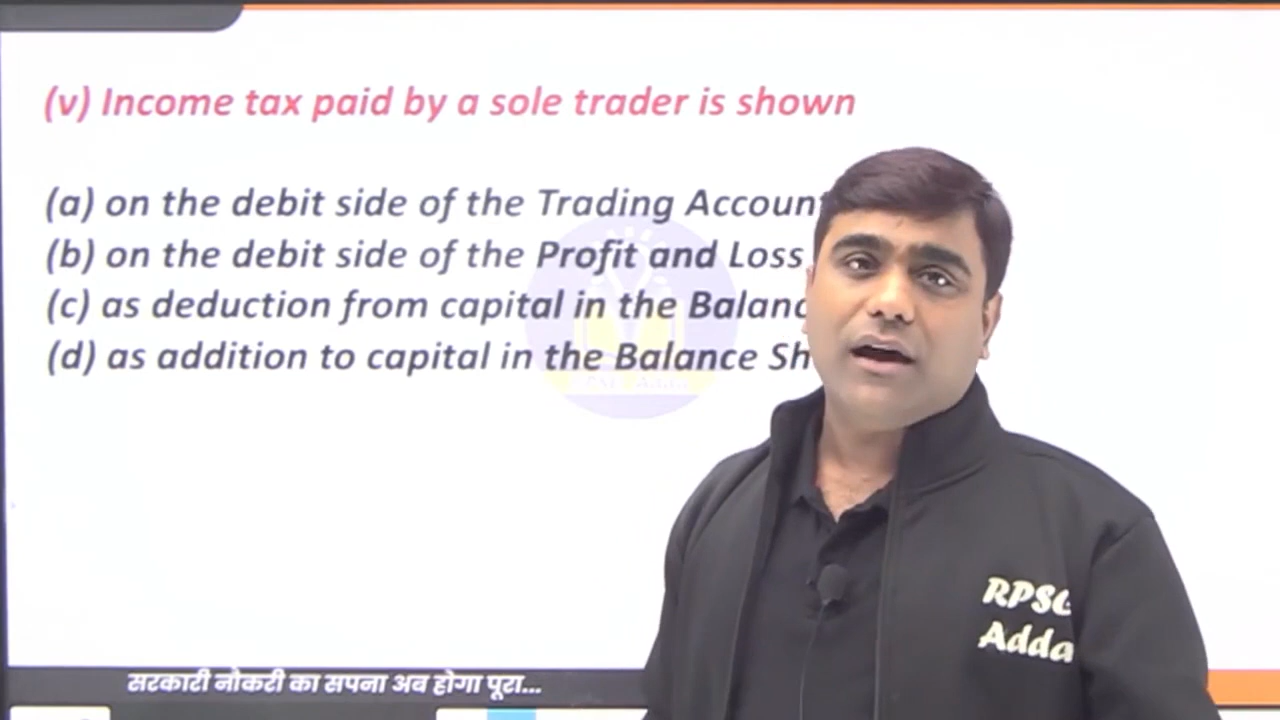 (v) Income tax paid by a sole trader is shown
(a) on the debit side of the Trading Account
(b) on the debit side of the Profit and Loss
(c) as deduction from capital in the
(d) as addition to capital in the Balance
RPSC
Adda
सरकारी नौकरी का सपना अब होगा पूरा...